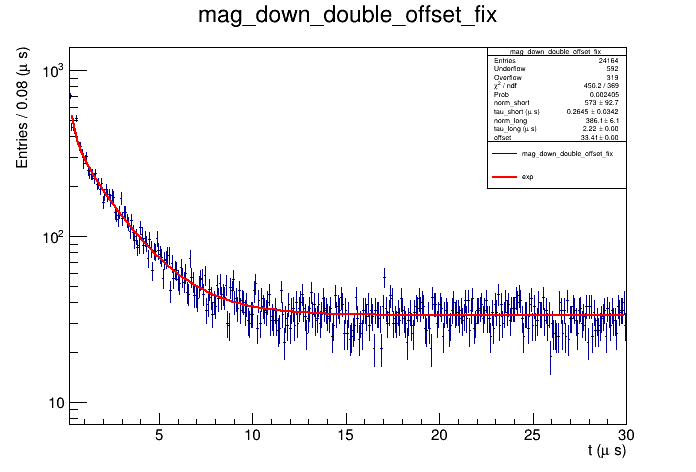 mag_down_double_offset_fix
Entries / 0.08 (μ s)
10³
10²
10
mag_down_double_offset_fix
Entries 24164
Underflow 592
Overflow 319
χ² / ndf 450.2 / 369
Prob 0.002405
norm_short 573 ± 92.7
tau_short (μ s) 0.2645 ± 0.0342
norm_long 386.1 ± 6.1
tau_long (μ s) 2.22 ± 0.00
offset 33.41 ± 0.00
mag_down_double_offset_fix
exp
5 10 15 20 25 30
t (μ s)